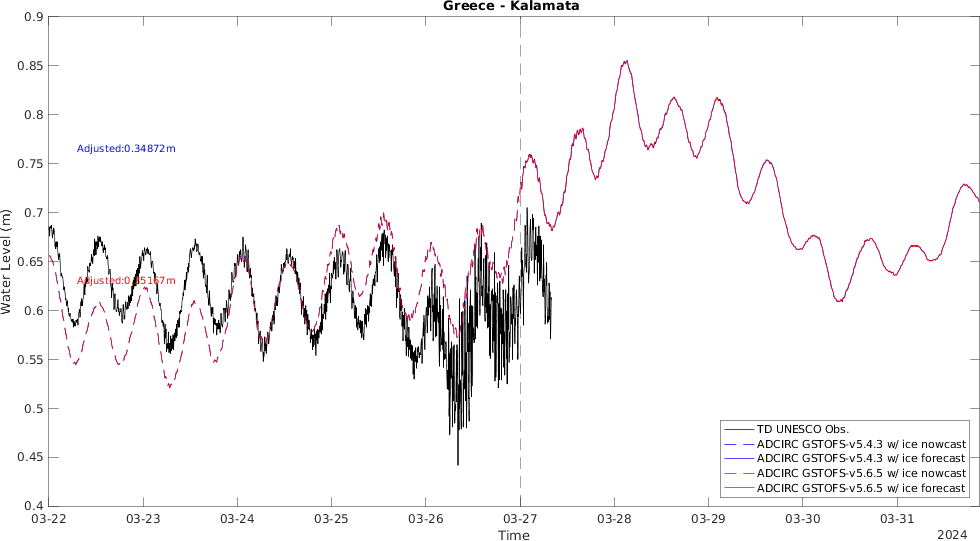 Greece - Kalamata
0.9
0.85
0.8
0.75
0.7
0.65
0.6
0.55
0.5
0.45
0.4
Water Level (m)
Adjusted:0.34872m
Adjusted:0.35167m
TD UNESCO Obs.
ADCIRC GSTOFS-v5.4.3 w/ ice nowcast
ADCIRC GSTOFS-v5.4.3 w/ ice forecast
ADCIRC GSTOFS-v5.6.5 w/ ice nowcast
ADCIRC GSTOFS-v5.6.5 w/ ice forecast
03-22 03-23 03-24 03-25 03-26 03-27 03-28 03-29 03-30 03-31
Time
2024